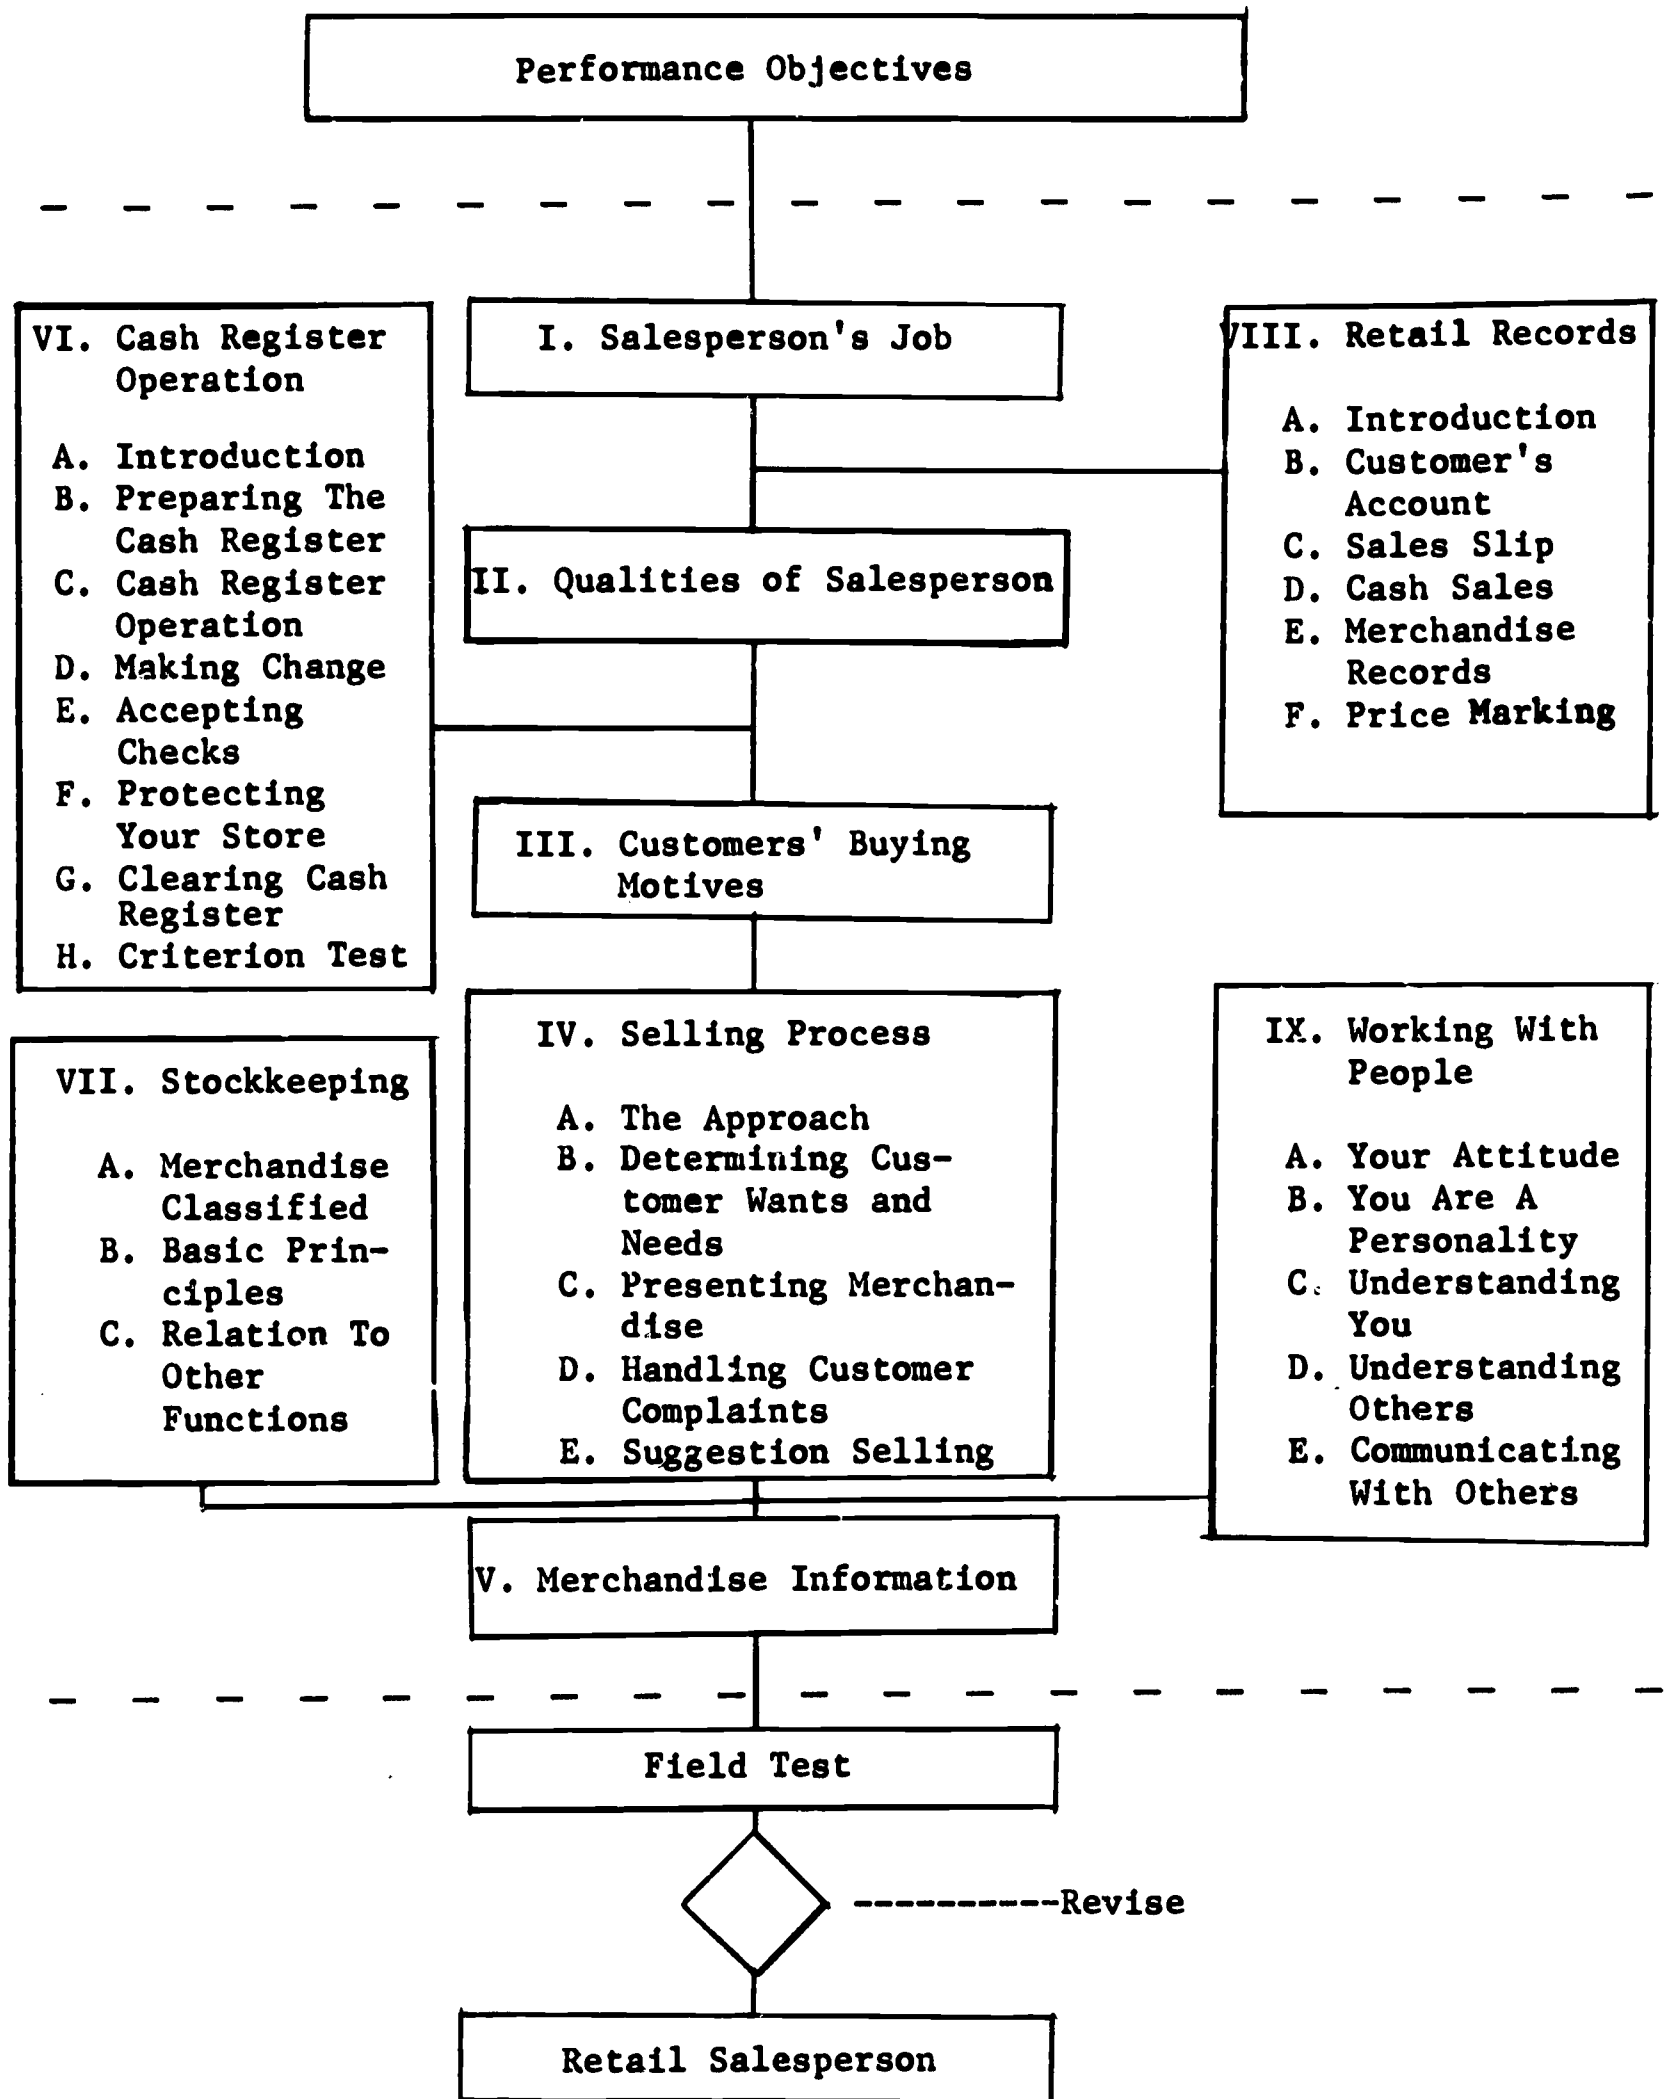 Performance Objectives
VI. Cash Register
Operation
A. Introduction
B. Preparing The
Cash Register
C. Cash Register
Operation
D. Making Change
E. Accepting
Checks
F. Protecting
Your Store
G. Clearing Cash
Register
H. Criterion Test
I. Salesperson's Job
II. Qualities of Salesperson
III. Customers' Buying
Motives
VIII. Retail Records
A. Introduction
B. Customer's
Account
C. Sales Slip
D. Cash Sales
E. Merchandise
Records
F. Price Marking
VII. Stockkeeping
A. Merchandise
Classified
B. Basic Prin-
ciples
C. Relation To
Other
Functions
IV. Selling Process
A. The Approach
B. Determining Cus-
tomer Wants and
Needs
C. Presenting Merchan-
dise
D. Handling Customer
Complaints
E. Suggestion Selling
IX. Working With
People
A. Your Attitude
B. You Are A
Personality
C. Understanding
You
D. Understanding
Others
E. Communicating
With Others
V. Merchandise Information
Field Test
Revise
Retail Salesperson